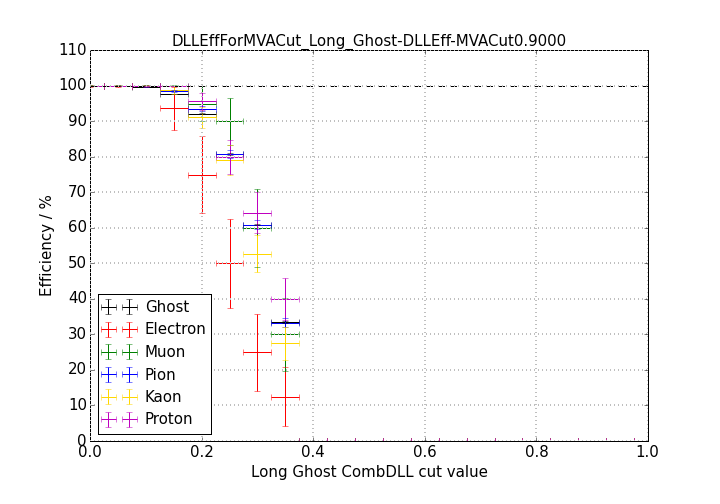 DLLEffForMVACut_Long_Ghost-DLLEff-MVACut0.9000
110
100
90
80
70
60
50
40
30
20
10
0
Efficiency / %
Ghost
Electron
Muon
Pion
Kaon
Proton
0.0 0.2 0.4 0.6 0.8 1.0
Long Ghost CombDLL cut value